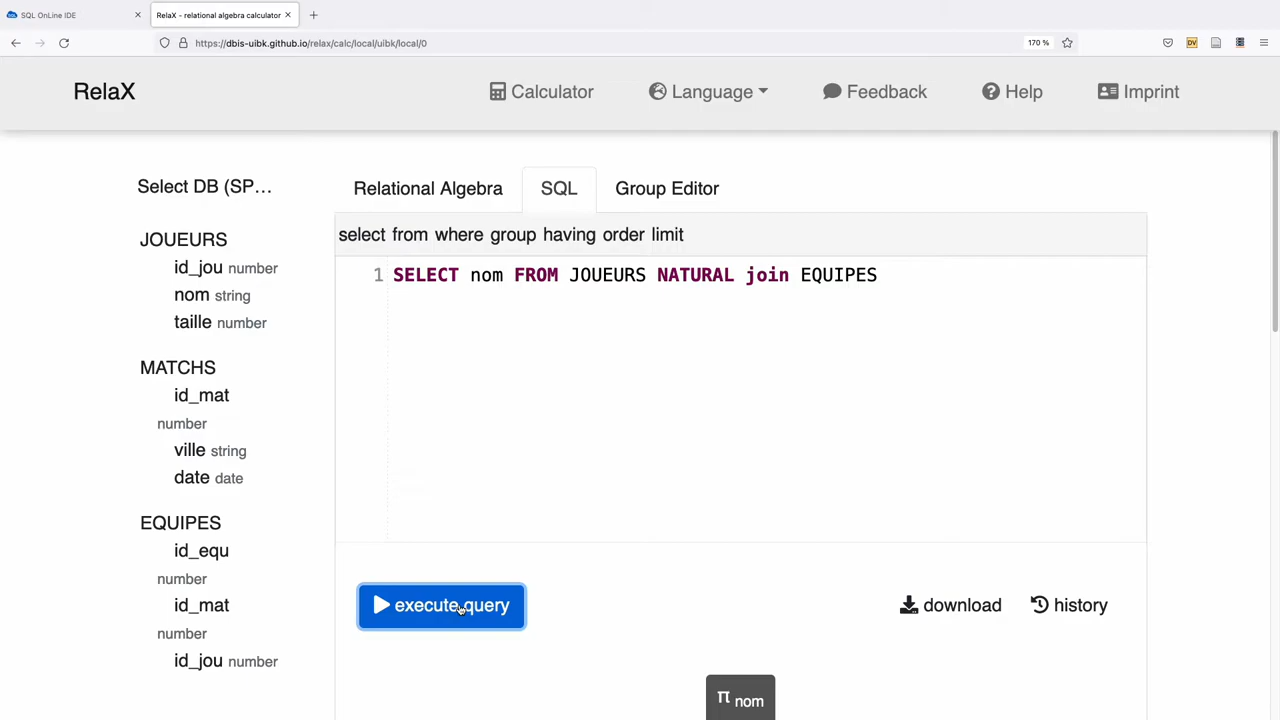 SQL OnLine IDE
RelaX - relational algebra calculator
https://dbis-uibk.github.io/relax/calc/local/uibk/local/0
170 %
DV
RelaX
Calculator
Language
Feedback
Help
Imprint
Select DB (SP...
JOUEURS
id_jou number
nom string
taille number
MATCHS
id_mat
number
ville string
date date
EQUIPES
id_equ
number
id_mat
number
id_jou number
Relational Algebra
SQL
Group Editor
select from where group having order limit
1 SELECT nom FROM JOUEURS NATURAL join EQUIPES
execute query
download
history
π nom